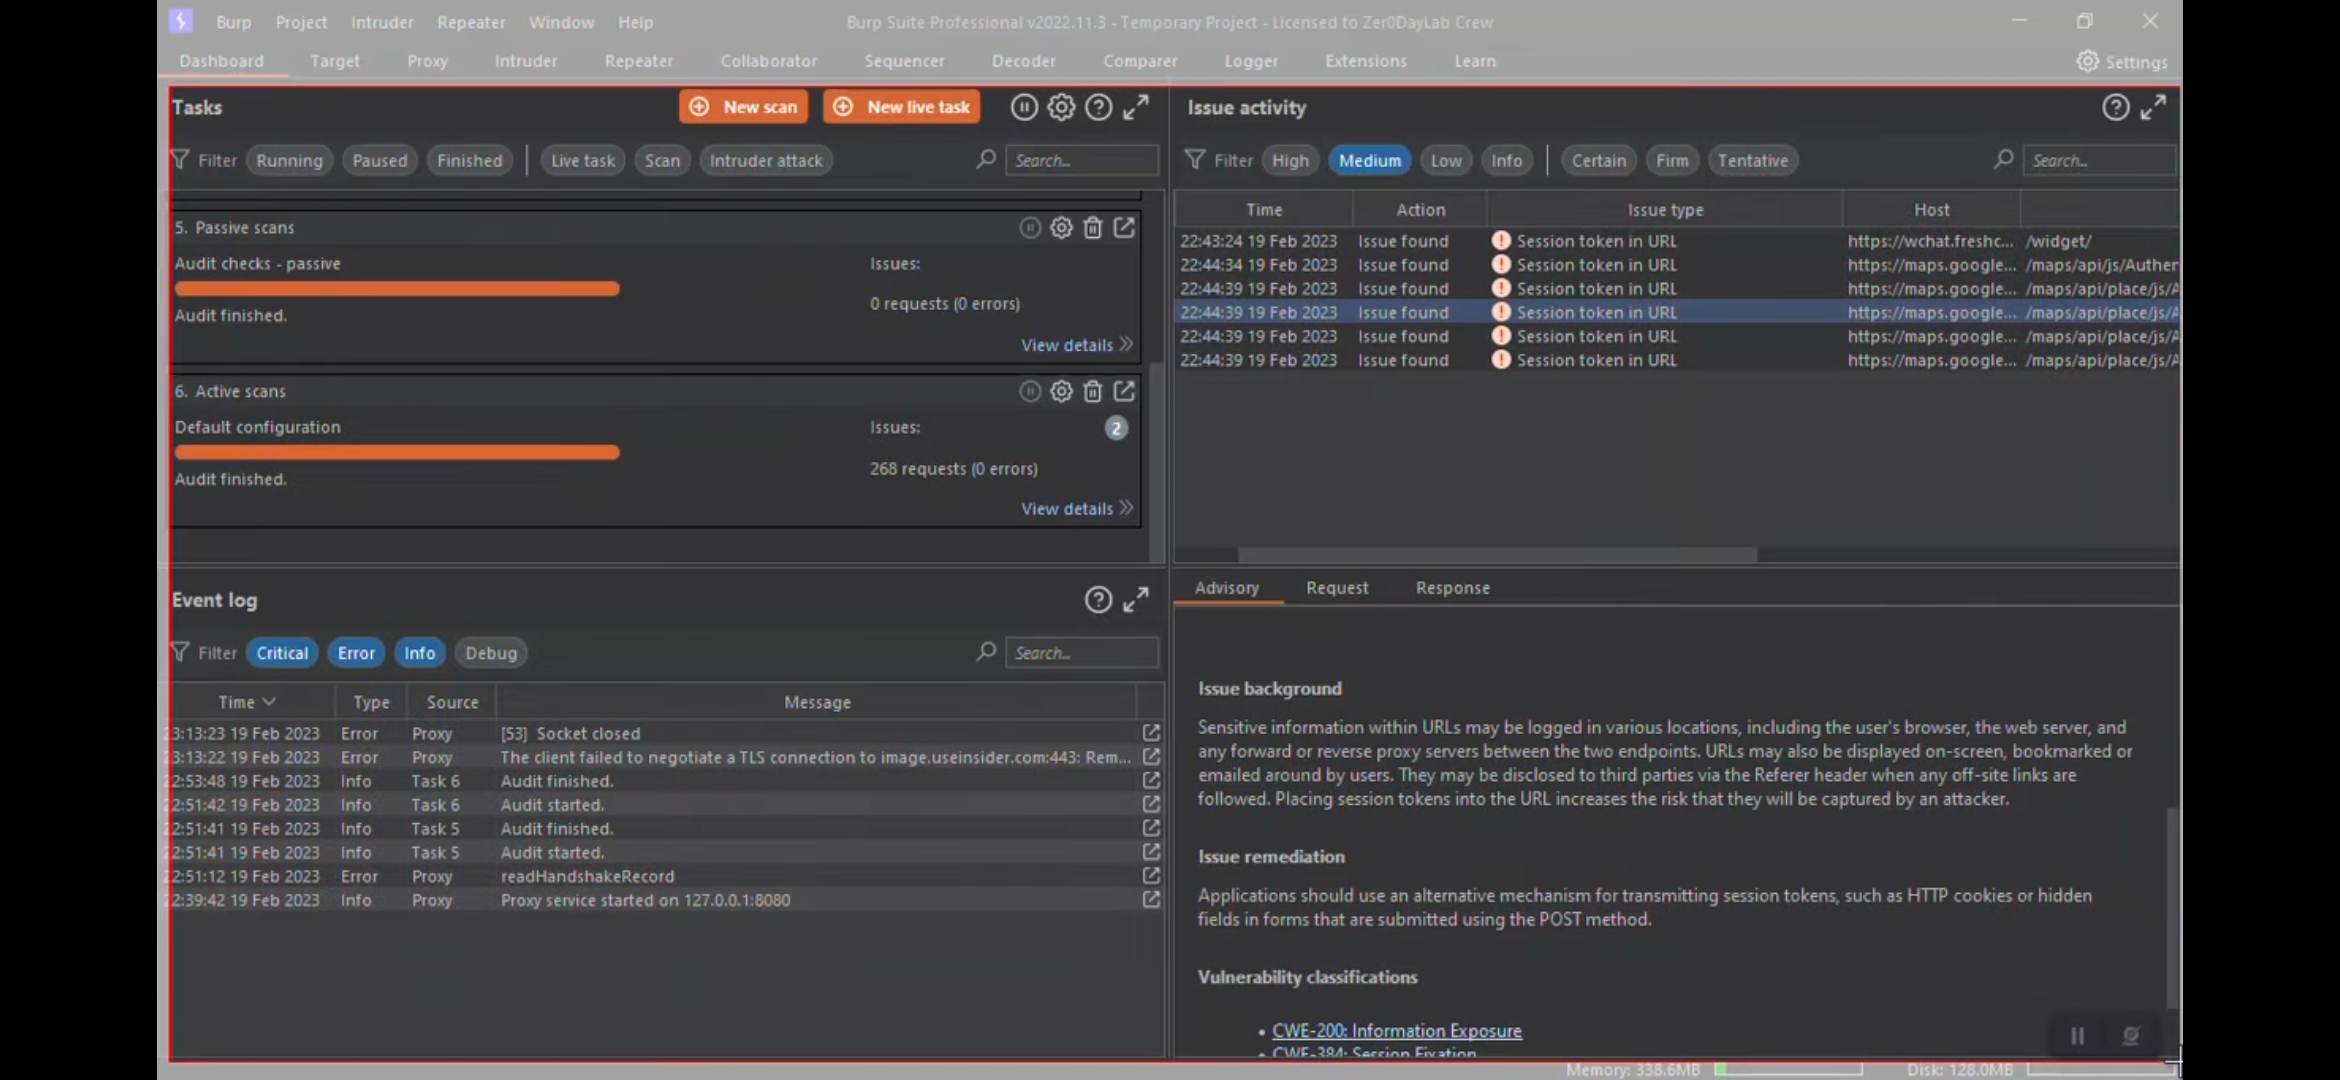 Burp Project Intruder Repeater Window Help Burp Suite Professional v2022.11.3 - Temporary Project - Licensed to Zer0DayLab Crew
Dashboard Target Proxy Intruder Repeater Collaborator Sequencer Decoder Comparer Logger Extensions Learn Settings
Tasks New scan New live task
Filter Running Paused Finished Live task Scan Intruder attack Search...
5. Passive scans
Audit checks - passive Issues:
0 requests (0 errors)
Audit finished.
View details
6. Active scans
Default configuration Issues: 2
268 requests (0 errors)
Audit finished.
View details
Event log
Filter Critical Error Info Debug Search...
Time Type Source Message
23:13:23 19 Feb 2023 Error Proxy [53] Socket closed
23:13:22 19 Feb 2023 Error Proxy The client failed to negotiate a TLS connection to image.useinsider.com:443: Rem...
22:53:48 19 Feb 2023 Info Task 6 Audit finished.
22:51:42 19 Feb 2023 Info Task 6 Audit started.
22:51:41 19 Feb 2023 Info Task 5 Audit finished.
22:51:41 19 Feb 2023 Info Task 5 Audit started.
22:51:12 19 Feb 2023 Error Proxy readHandshakeRecord
22:39:42 19 Feb 2023 Info Proxy Proxy service started on 127.0.0.1:8080
Issue activity
Filter High Medium Low Info Certain Firm Tentative Search...
Time Action Issue type Host
22:43:24 19 Feb 2023 Issue found Session token in URL https://wchat.freshc... /widget/
22:44:34 19 Feb 2023 Issue found Session token in URL https://maps.google... /maps/api/js/Auther
22:44:39 19 Feb 2023 Issue found Session token in URL https://maps.google... /maps/api/place/js/A
22:44:39 19 Feb 2023 Issue found Session token in URL https://maps.google... /maps/api/place/js/A
22:44:39 19 Feb 2023 Issue found Session token in URL https://maps.google... /maps/api/place/js/A
22:44:39 19 Feb 2023 Issue found Session token in URL https://maps.google... /maps/api/place/js/A
Advisory Request Response
Issue background
Sensitive information within URLs may be logged in various locations, including the user's browser, the web server, and
any forward or reverse proxy servers between the two endpoints. URLs may also be displayed on-screen, bookmarked or
emailed around by users. They may be disclosed to third parties via the Referer header when any off-site links are
followed. Placing session tokens into the URL increases the risk that they will be captured by an attacker.
Issue remediation
Applications should use an alternative mechanism for transmitting session tokens, such as HTTP cookies or hidden
fields in forms that are submitted using the POST method.
Vulnerability classifications
• CWE-200: Information Exposure
• CWE-384: Session Fixation
Memory: 338.6MB Disk: 128.0MB